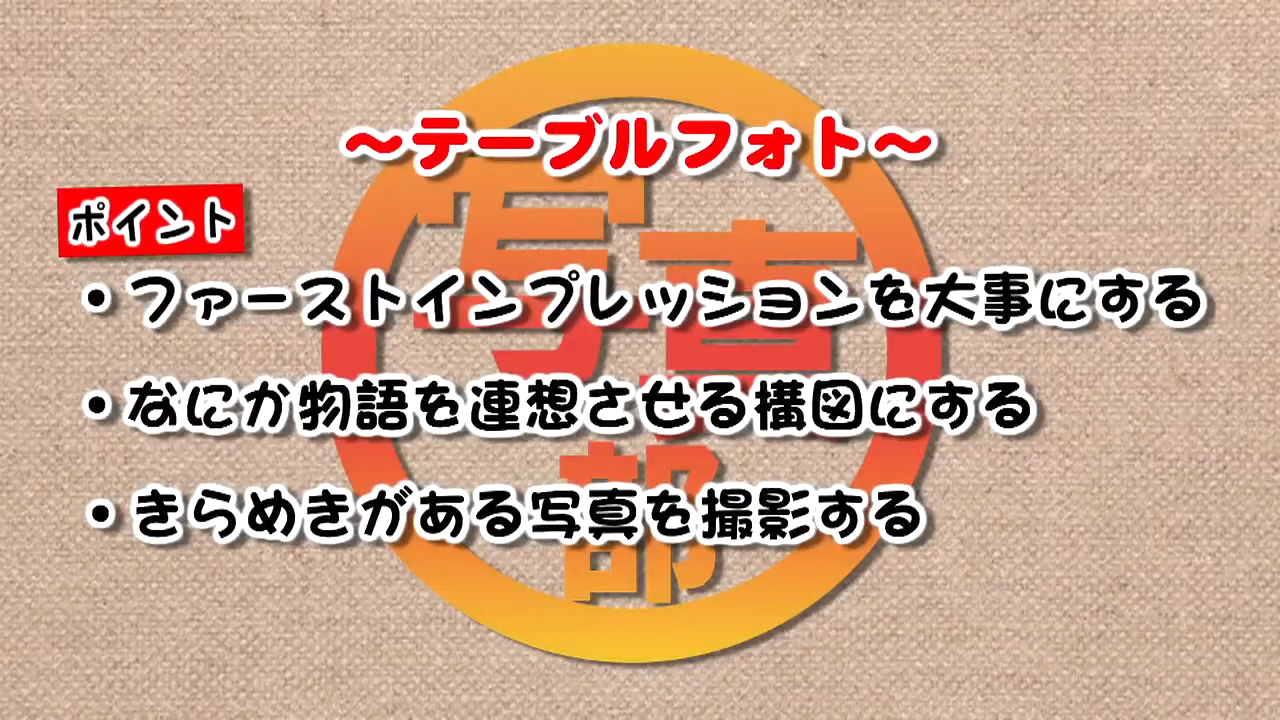 ～テーブルフォト～
ポイント
・ファーストインプレッションを大事にする
・なにか物語を連想させる構図にする
・きらめきがある写真を撮影する
写真部